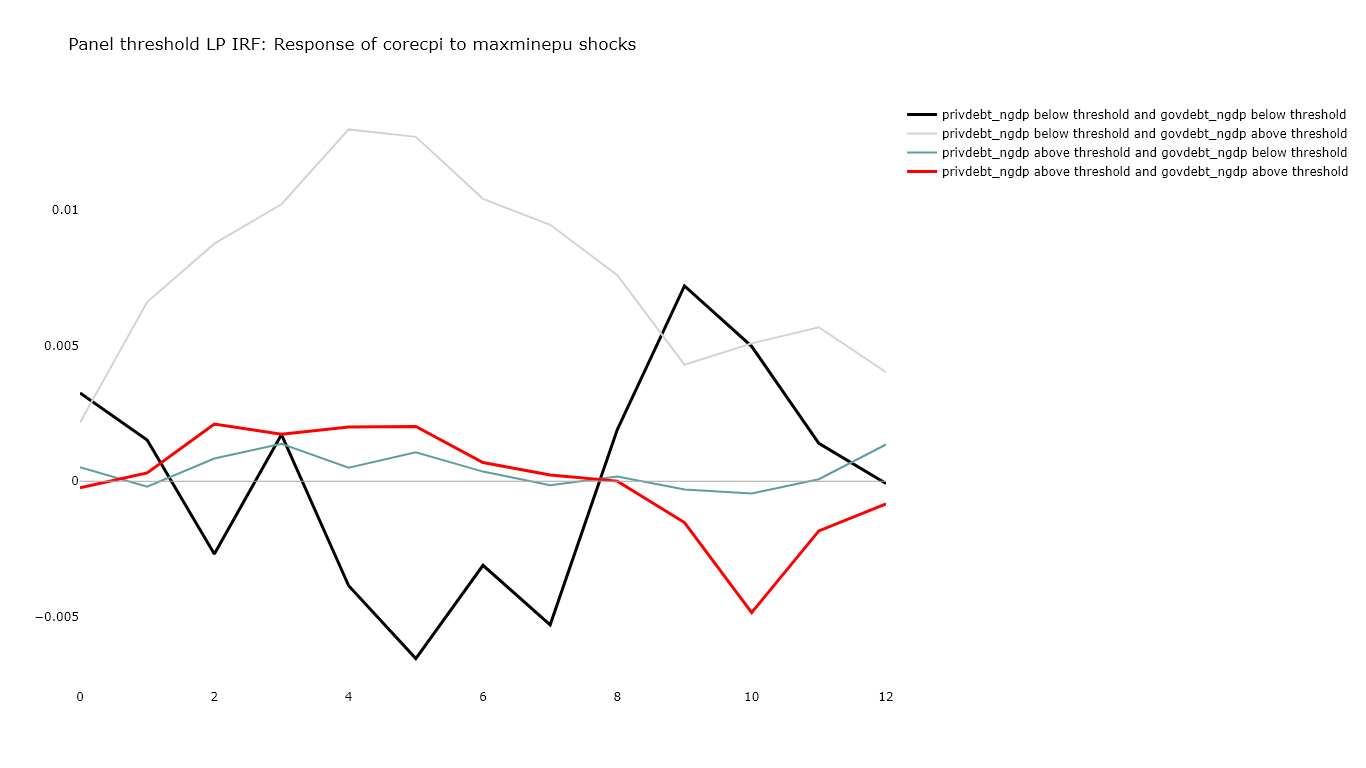 Panel threshold LP IRF: Response of corecpi to maxminepu shocks
privdebt_ngdp below threshold and govdebt_ngdp below threshold
privdebt_ngdp below threshold and govdebt_ngdp above threshold
privdebt_ngdp above threshold and govdebt_ngdp below threshold
privdebt_ngdp above threshold and govdebt_ngdp above threshold
0.01
0.005
0
−0.005
0 2 4 6 8 10 12